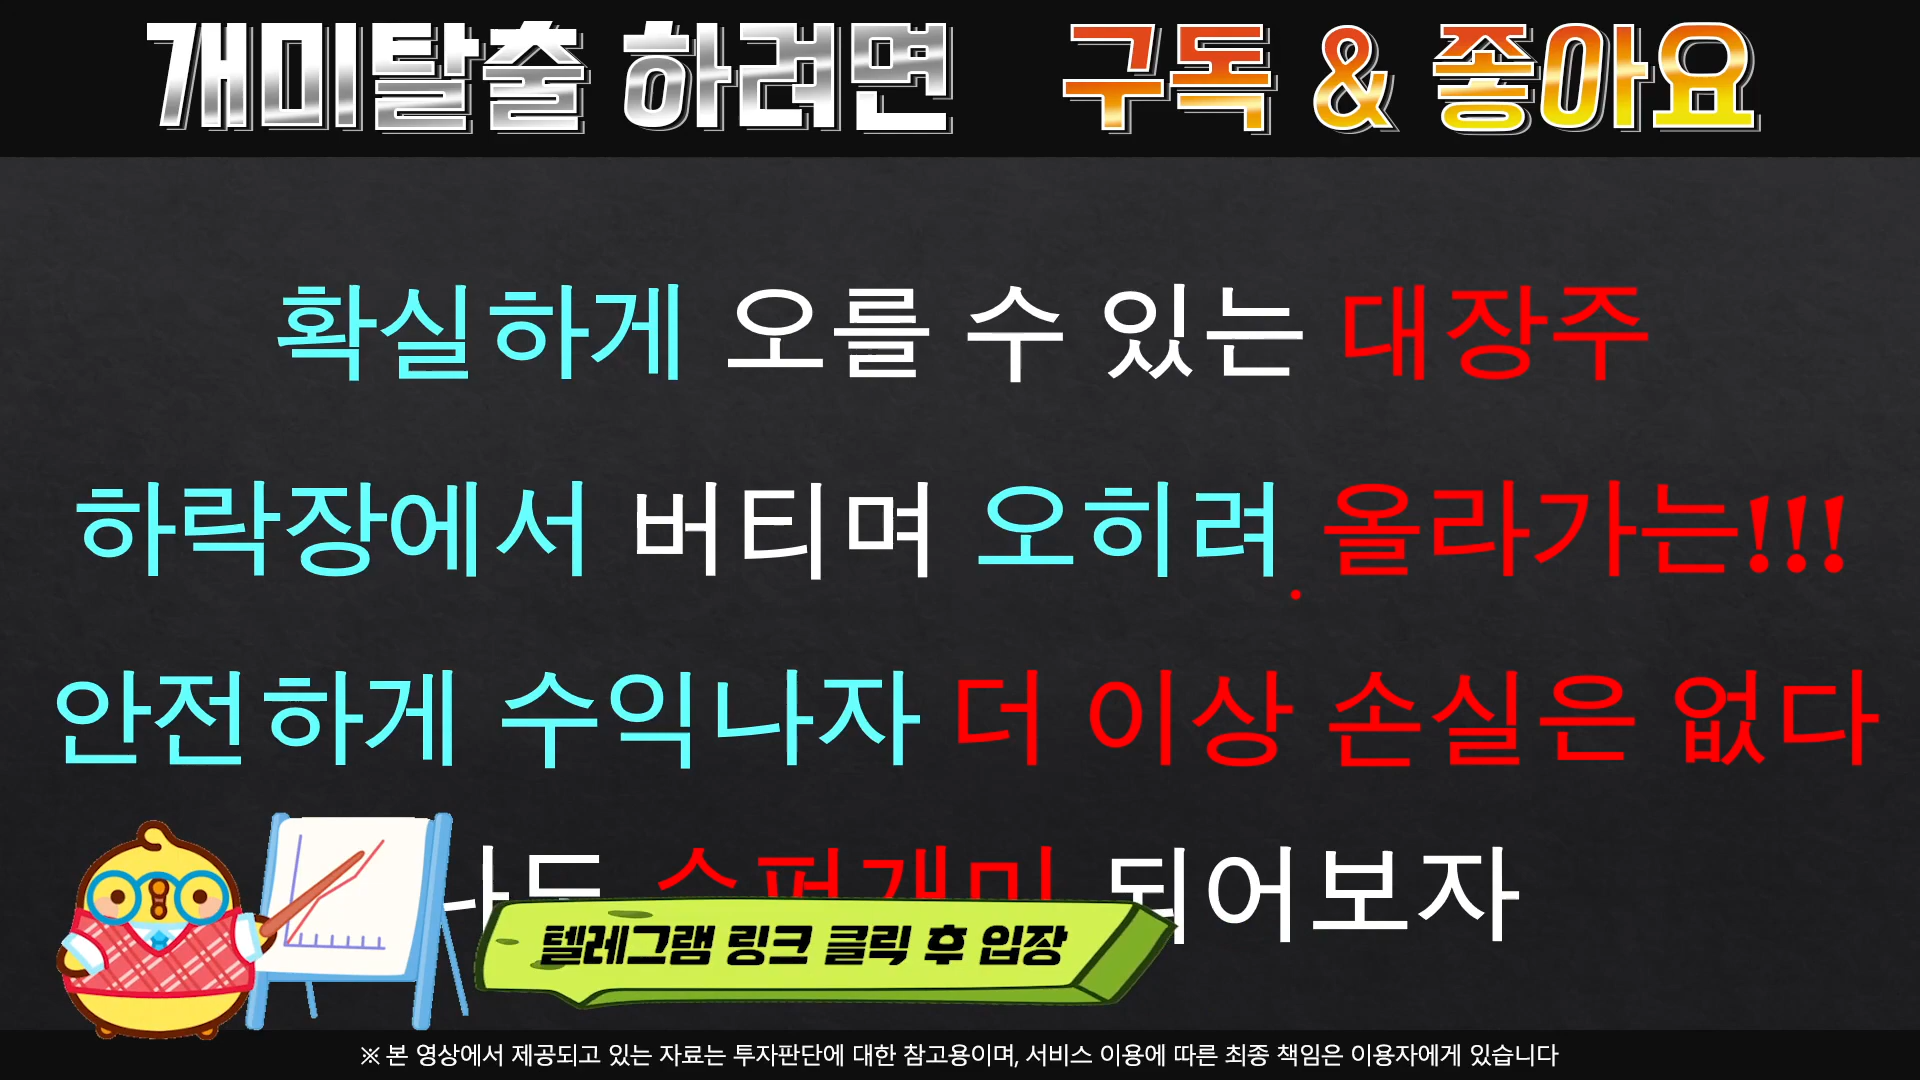 개미탈출 하려면 구독 & 좋아요
확실하게 오를 수 있는 대장주
하락장에서 버티며 오히려 올라가는!!!
안전하게 수익나자 더 이상 손실은 없다
나도 슈퍼개미 되어보자
텔레그램 링크 클릭 후 입장
※ 본 영상에서 제공되고 있는 자료는 투자판단에 대한 참고용이며, 서비스 이용에 따른 최종 책임은 이용자에게 있습니다